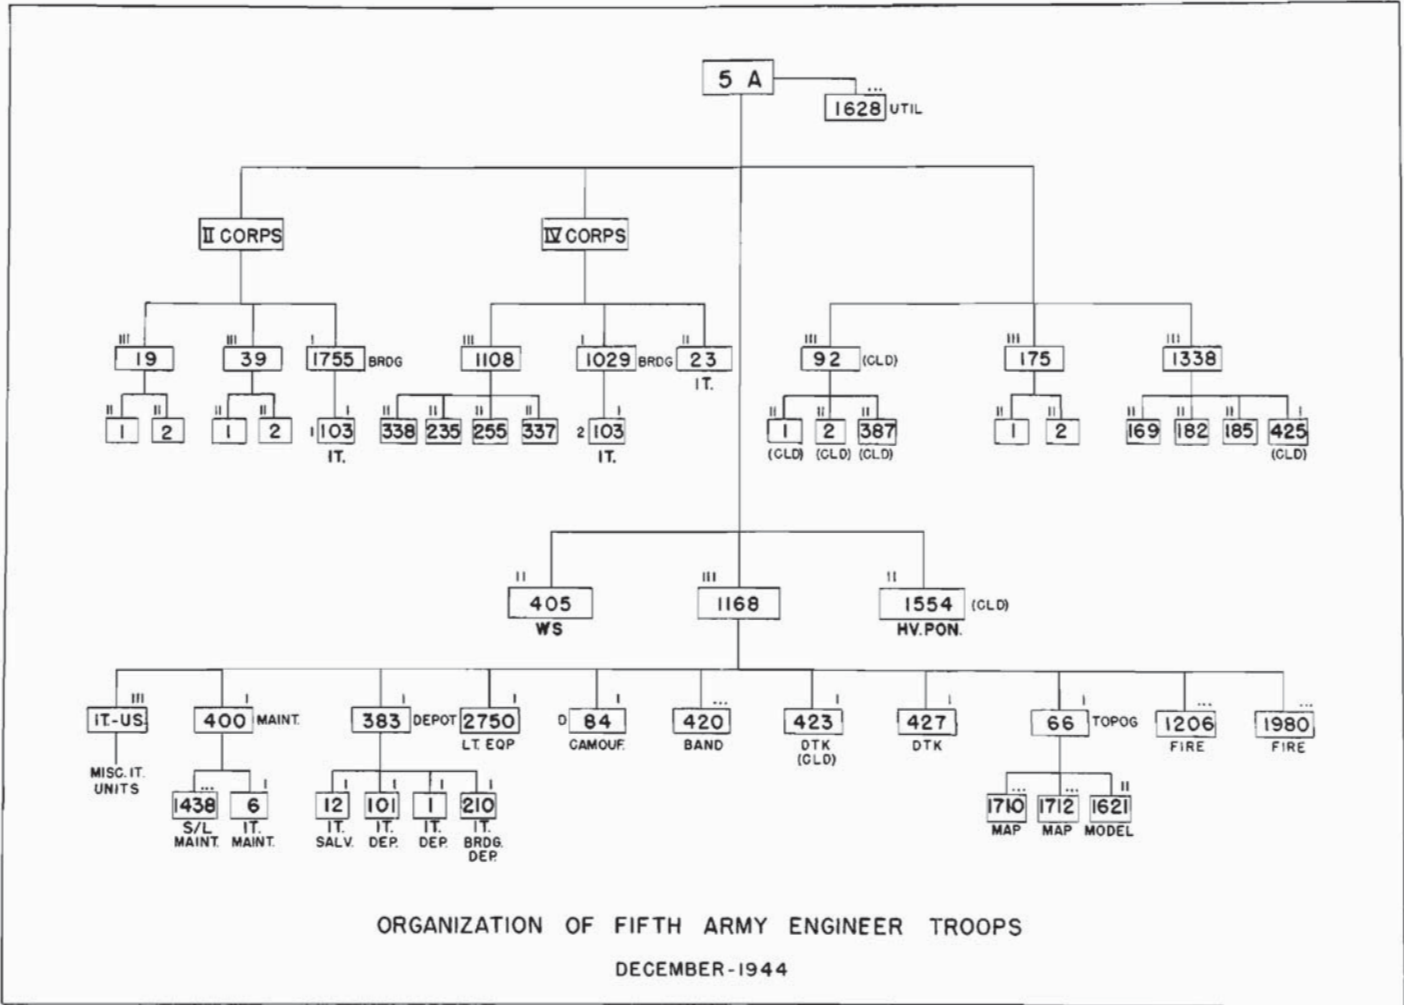 5 A
...
1628 UTIL
II CORPS
IV CORPS
III III I III I II III III III
19 39 1755 BRDG 1108 1029 BRDG 23 92 (CLD) 175 1338
IT.
II II II II I II II II II I II II II II II II II II I
1 2 1 2 1 103 338 235 255 337 2 103 1 2 387 1 2 169 182 185 425
IT. IT. (CLD) (CLD) (CLD) (CLD)
II III II
405 1168 1554 (CLD)
WS HV. PON.
III I I I I ... I I I ... ...
IT.-US. 400 MAINT. 383 DEPOT 2750 D 84 420 423 427 66 TOPOG 1206 1980
LT. EQP CAMOUF. BAND DTK DTK FIRE FIRE
(CLD)
MISC. IT.
UNITS
... I I I I I ... ... II
1438 6 12 101 1 210 1710 1712 1621
S/L IT. IT. IT. IT. IT. MAP MAP MODEL
MAINT. MAINT. SALV. DEP. DEP. BRDG.
DEP.
ORGANIZATION OF FIFTH ARMY ENGINEER TROOPS
DECEMBER-1944